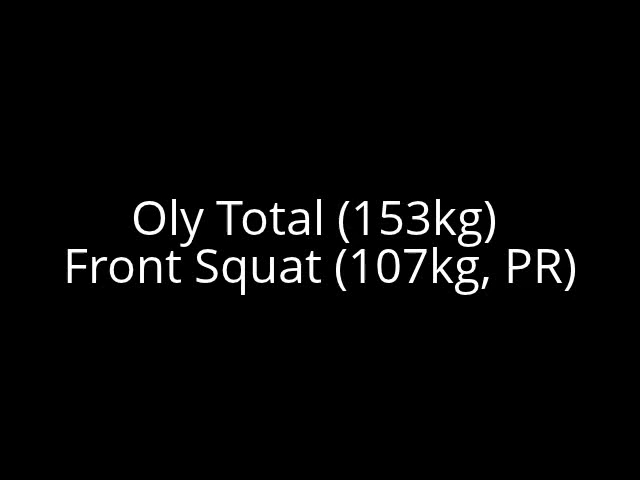 Oly Total (153kg)
Front Squat (107kg, PR)